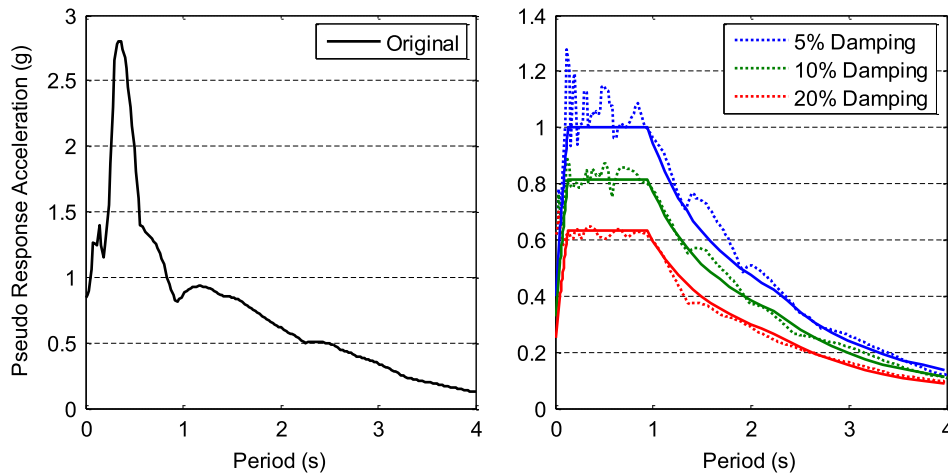 Pseudo Response Acceleration (g)
3
2.5
2
1.5
1
0.5
0
0 1 2 3 4
Period (s)
Original
1.4
1.2
1
0.8
0.6
0.4
0.2
0
0 1 2 3 4
Period (s)
5% Damping
10% Damping
20% Damping